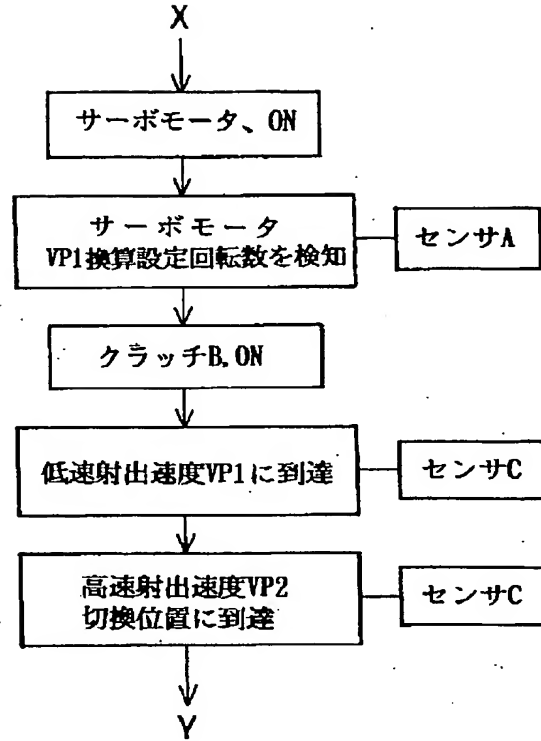 X
サーボモータ、ON
サーボモータ
VP1換算設定回転数を検知
センサA
クラッチB,ON
低速射出速度VP1に到達
センサC
高速射出速度VP2
切換位置に到達
センサC
Y